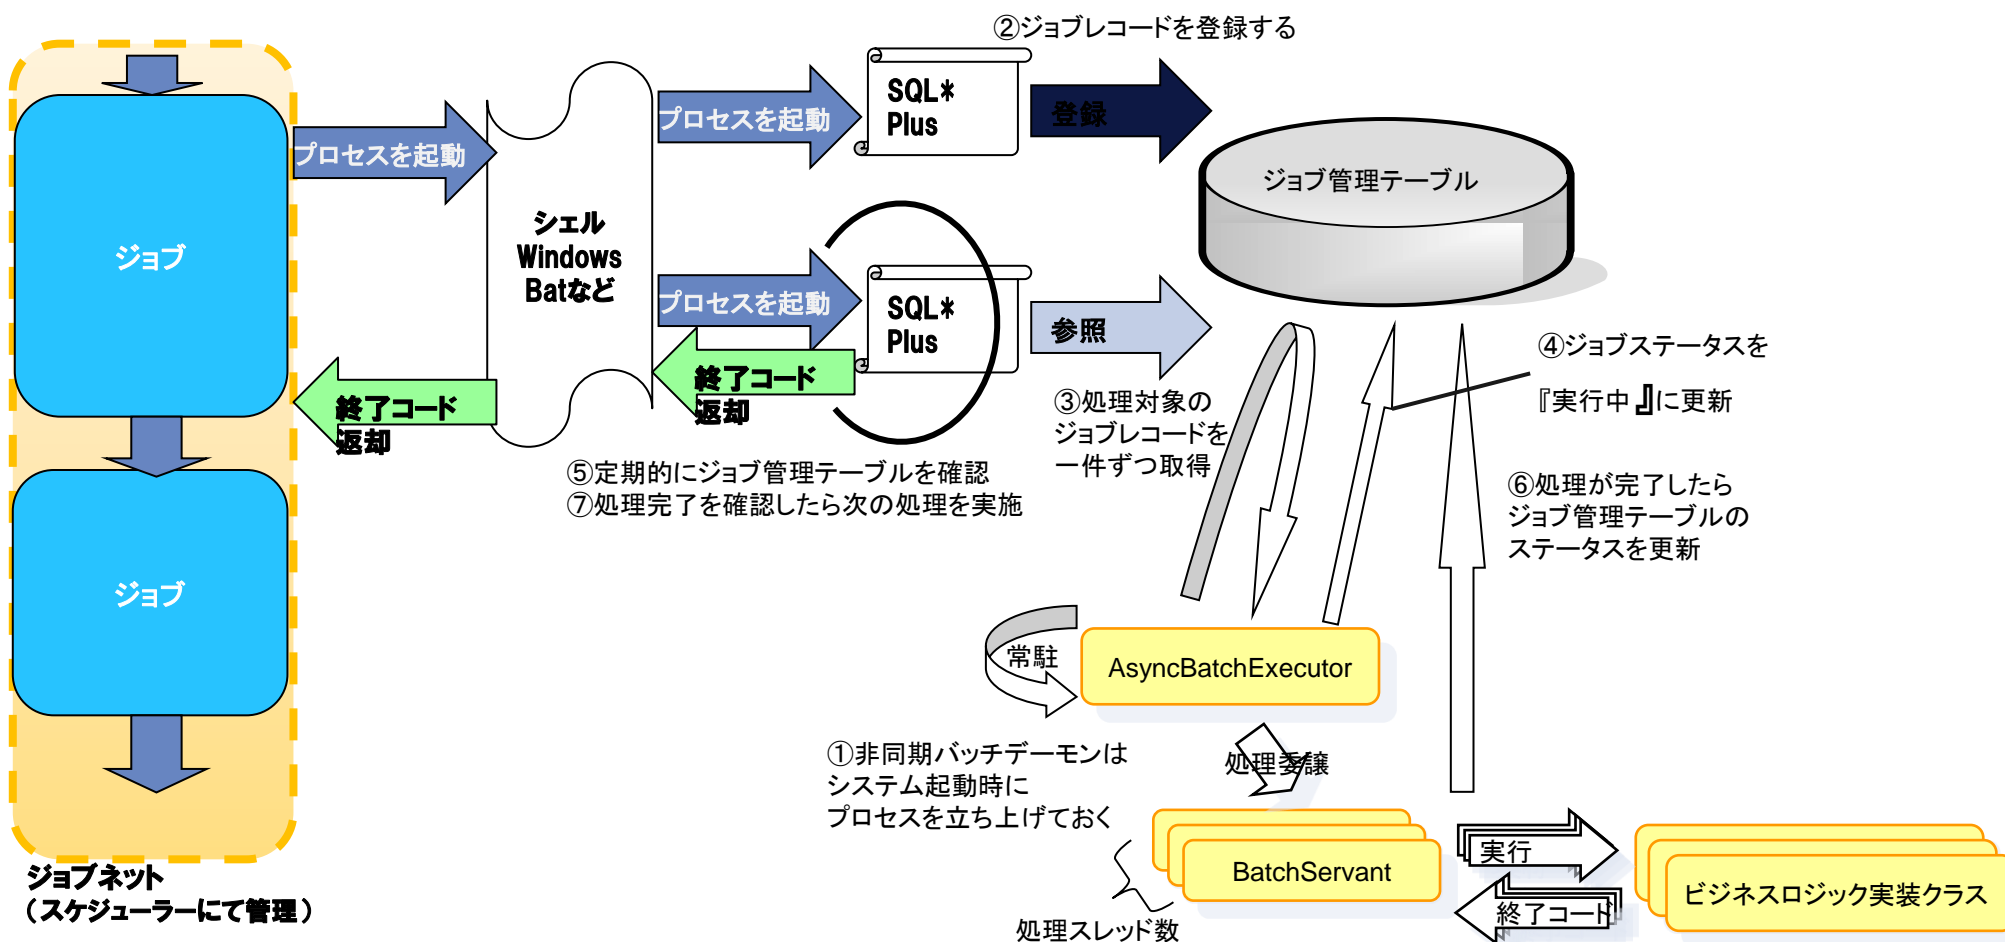 ②ジョブレコードを登録する
プロセスを起動
プロセスを起動
SQL*
Plus
登録
ジョブ管理テーブル
ジョブ
シェル
Windows
Batなど
プロセスを起動
SQL*
Plus
参照
終了コード
返却
終了コード
返却
③処理対象の
ジョブレコードを
一件ずつ取得
④ジョブステータスを
『実行中』に更新
⑤定期的にジョブ管理テーブルを確認
⑦処理完了を確認したら次の処理を実施
⑥処理が完了したら
ジョブ管理テーブルの
ステータスを更新
ジョブ
常駐
AsyncBatchExecutor
①非同期バッチデーモンは
システム起動時に
プロセスを立ち上げておく
処理委譲
BatchServant
実行
終了コード
ビジネスロジック実装クラス
処理スレッド数
ジョブネット
（スケジューラーにて管理）